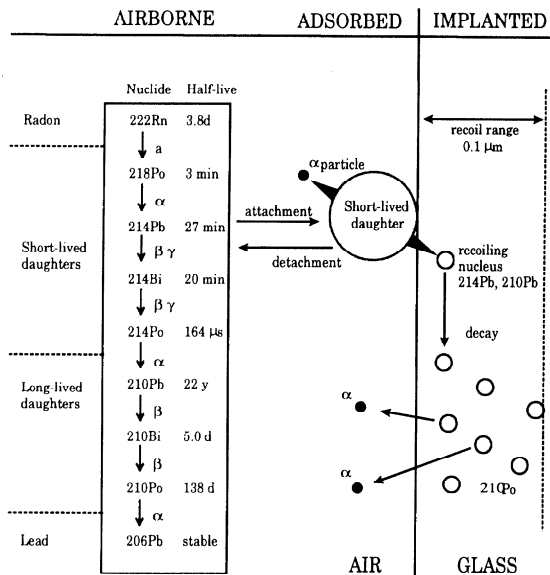 AIRBORNE ADSORBED IMPLANTED
Nuclide Half-live
Radon 222Rn 3.8d
a
218Po 3 min
α
214Pb 27 min
β γ
Short-lived
daughters
214Bi 20 min
β γ
214Po 164 μs
α
Long-lived
daughters
210Pb 22 y
β
210Bi 5.0 d
β
210Po 138 d
α
Lead 206Pb stable
attachment
detachment
α particle
Short-lived
daughter
recoil range
0.1 μm
recoiling
nucleus
214Pb, 210Pb
decay
α
α
210Po
AIR GLASS